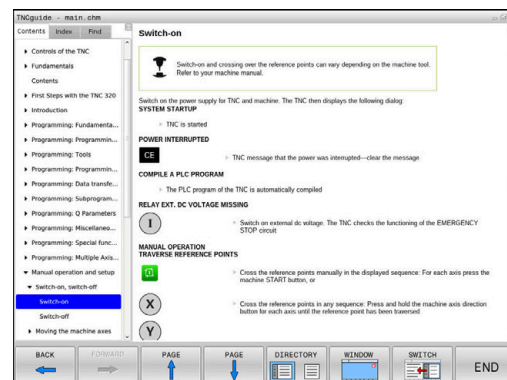 TNCguide - main.chm
Contents Index Find
Controls of the TNC
Fundamentals
Contents
First Steps with the TNC 320
Introduction
Programming: Fundamenta...
Programming: Programmin...
Programming: Tools
Programming: Programmin...
Programming: Data transfe...
Programming: Subprogram...
Programming: Q Parameters
Programming: Miscellaneo...
Programming: Special func...
Programming: Multiple Axis...
Manual operation and setup
Switch-on, switch-off
Switch-on
Switch-off
Moving the machine axes
Switch-on
Switch-on and crossing over the reference points can vary depending on the machine tool.
Refer to your machine manual.
Switch on the power supply for TNC and machine. The TNC then displays the following dialog:
SYSTEM STARTUP
TNC is started
POWER INTERRUPTED
CE
TNC message that the power was interrupted—clear the message
COMPILE A PLC PROGRAM
The PLC program of the TNC is automatically compiled
RELAY EXT. DC VOLTAGE MISSING
I
Switch on external dc voltage. The TNC checks the functioning of the EMERGENCY
STOP circuit
MANUAL OPERATION
TRAVERSE REFERENCE POINTS
Cross the reference points manually in the displayed sequence: For each axis press the
machine START button, or
X
Cross the reference points in any sequence: Press and hold the machine axis direction
button for each axis until the reference point has been traversed
Y
BACK FORWARD PAGE PAGE DIRECTORY WINDOW SWITCH END